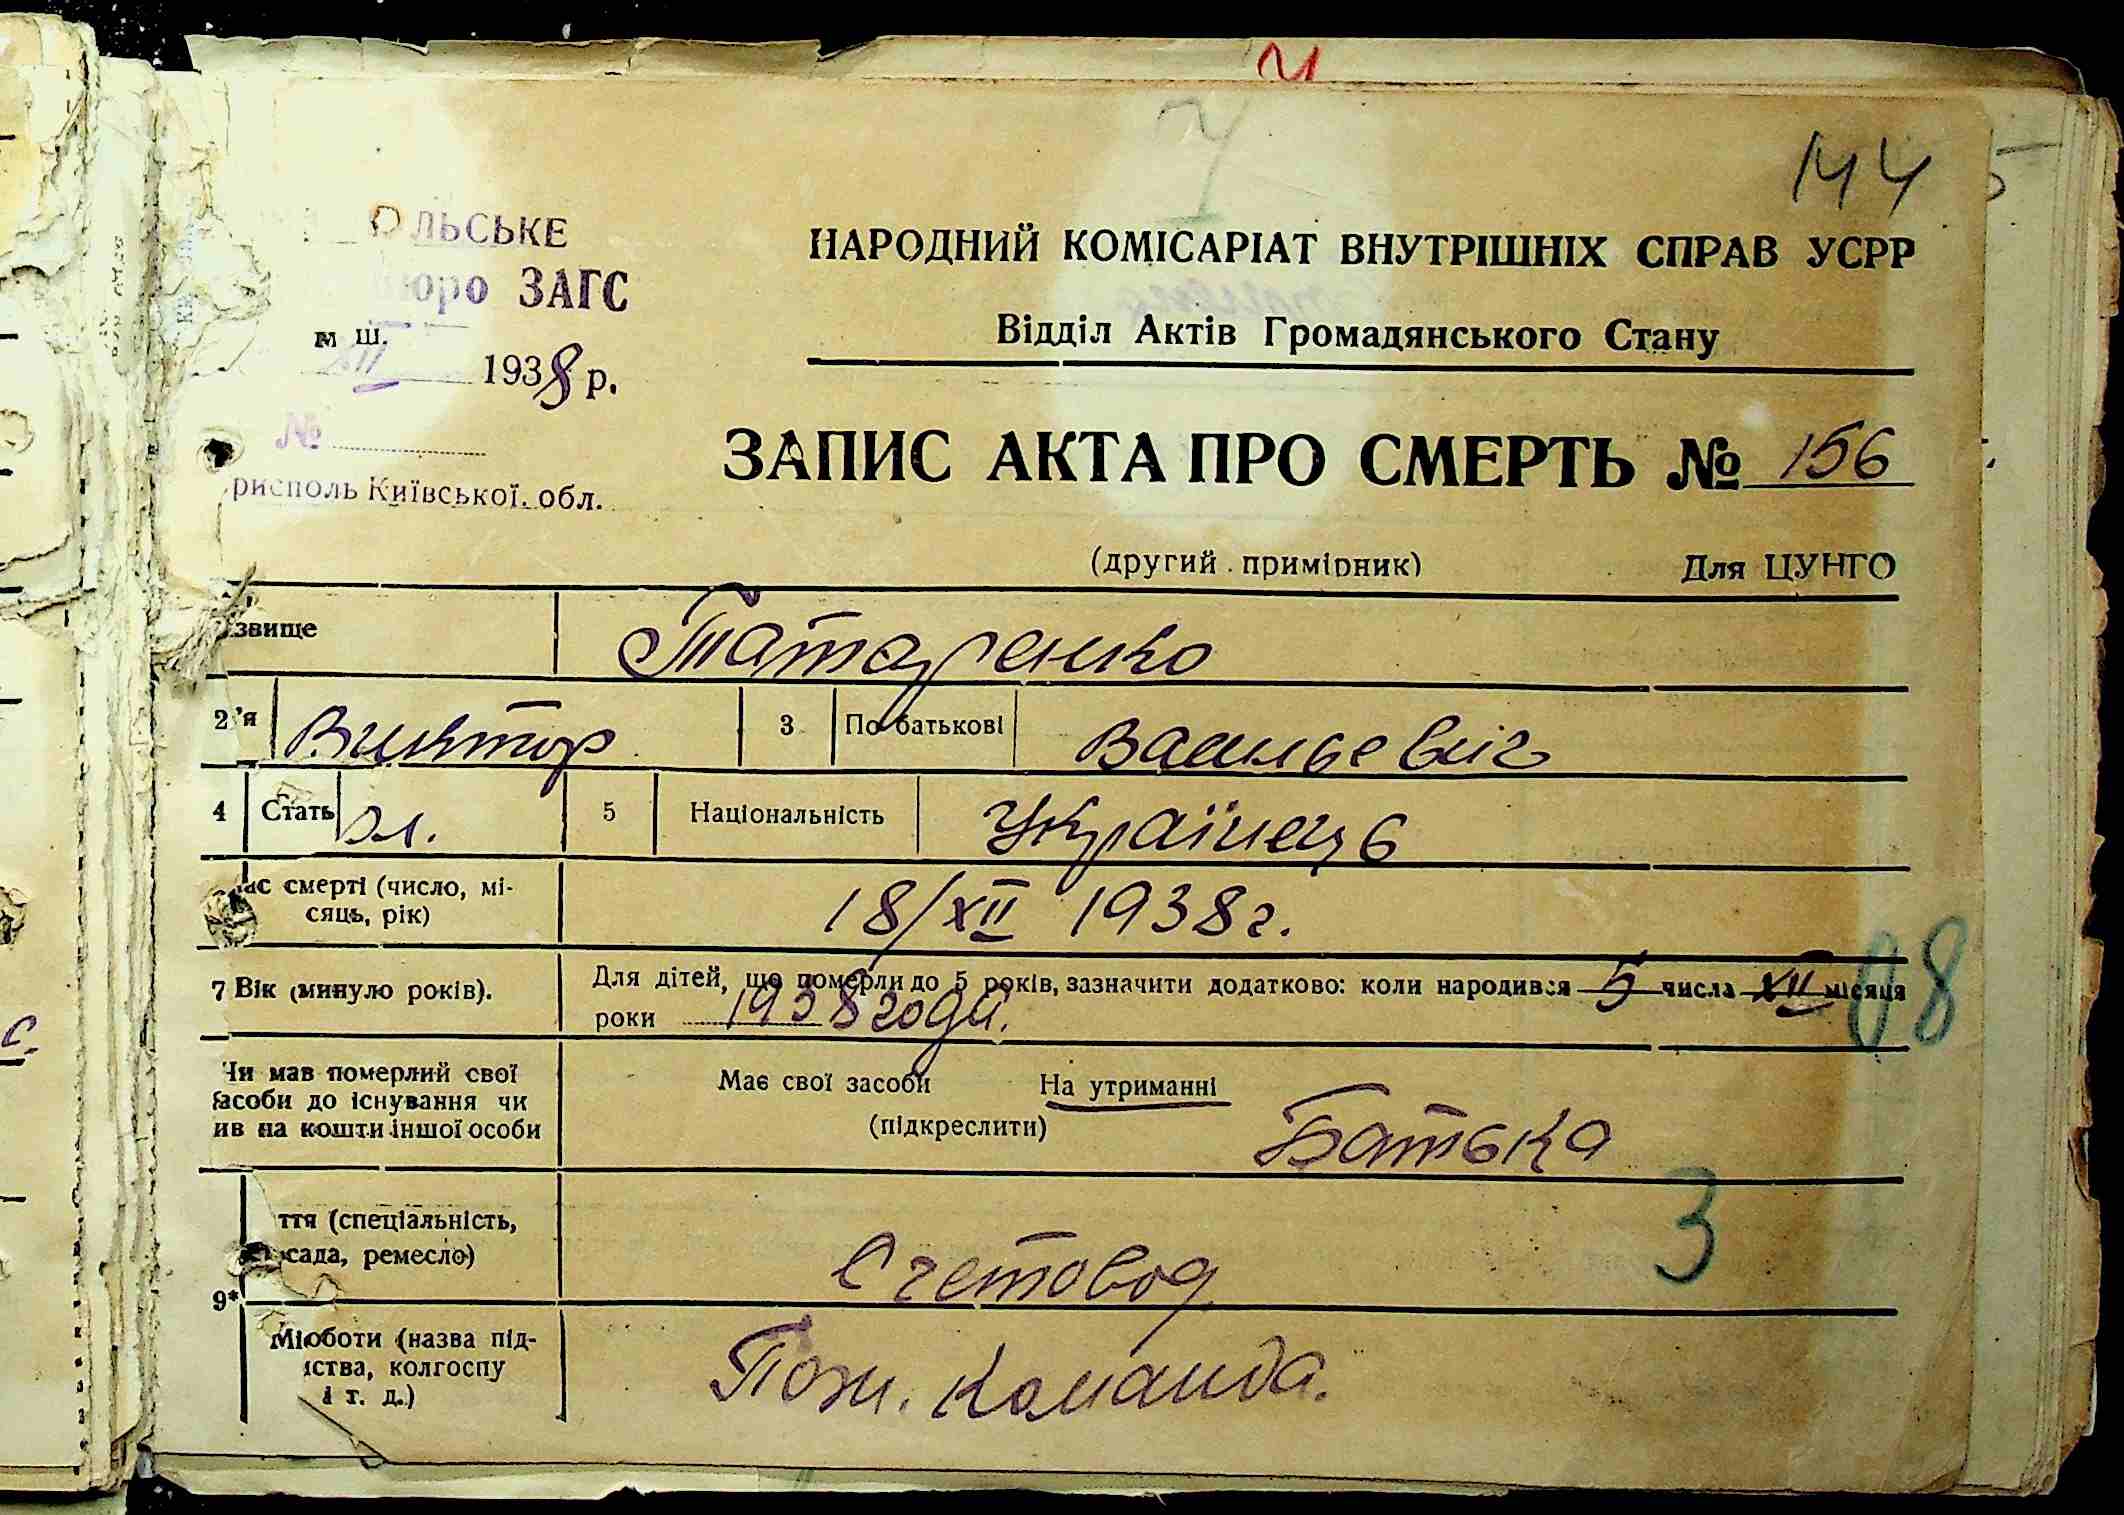 144
ОЛЬСЬКЕ
бюро ЗАГС
НАРОДНИЙ КОМІСАРІАТ ВНУТРІШНІХ СПРАВ УСРР
Відділ Актів Громадянського Стану
м Ш.
XII 1938 р.
№
рисполь Київської обл.
ЗАПИС АКТА ПРО СМЕРТЬ № 156
(другий примірник) Для ЦУНГО
звище Татаренко
2 'я Виктор 3 По батькові Васильевич
4 Стать м. 5 Національність Українець
ас смерті (число, мі-
сяць, рік) 18/XII 1938 г.
7 Вік (минуло років). Для дітей, що померли до 5 років, зазначити додатково: коли народився 5 числа XII місяця
роки 1938 года.
08
Чи мав померлий свої
засоби до існування чи
ив на кошти іншої особи
Має свої засоби На утриманні
(підкреслити) Батька
3
ття (спеціальність,
сада, ремесло) Счетовод
9*
Мі роботи (назва під-
ства, колгоспу
і т. д.) Пож. Команда.